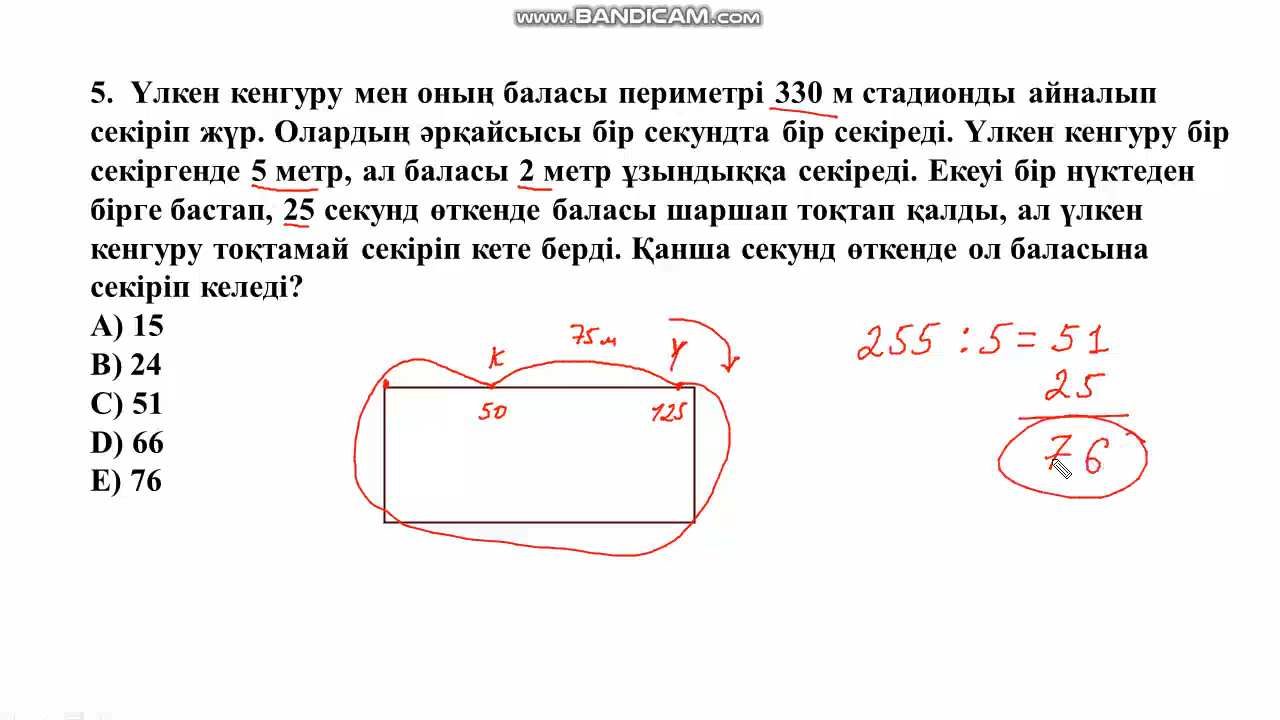 www.BANDICAM.com
5. Үлкен кенгуру мен оның баласы периметрі 330 м стадионды айналып
секіріп жүр. Олардың әрқайсысы бір секундта бір секіреді. Үлкен кенгуру бір
секіргенде 5 метр, ал баласы 2 метр ұзындыққа секіреді. Екеуі бір нүктеден
бірге бастап, 25 секунд өткенде баласы шаршап тоқтап қалды, ал үлкен
кенгуру тоқтамай секіріп кете берді. Қанша секунд өткенде ол баласына
секіріп келеді?
A) 15
B) 24
C) 51
D) 66
E) 76
75м
K
Ү
50
125
255 : 5 = 51
25
76